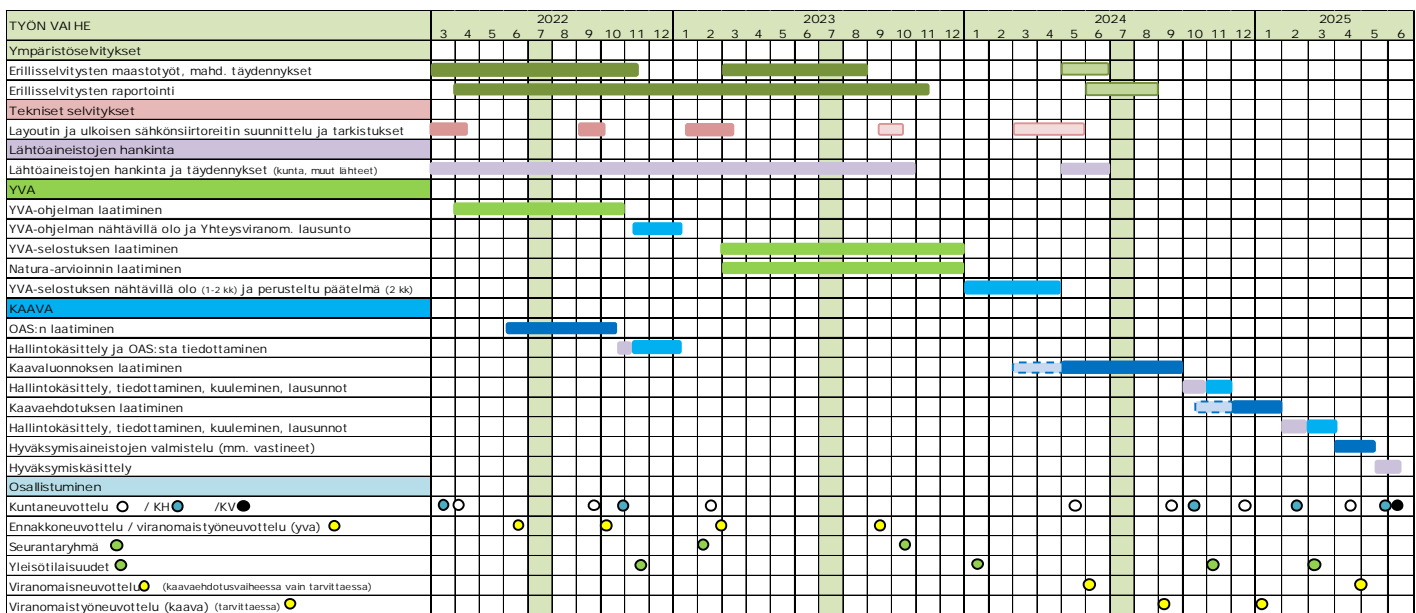 TYÖN VAIHE 2022 2023 2024 2025
3 4 5 6 7 8 9 10 11 12 1 2 3 4 5 6 7 8 9 10 11 12 1 2 3 4 5 6 7 8 9 10 11 12 1 2 3 4 5 6
Ympäristöselvitykset
Erillisselvitysten maastotyöt, mahd. täydennykset
Erillisselvitysten raportointi
Tekniset selvitykset
Layoutin ja ulkoisen sähkönsiirtoreitin suunnittelu ja tarkistukset
Lähtöaineistojen hankinta
Lähtöaineistojen hankinta ja täydennykset (kunta, muut lähteet)
YVA
YVA-ohjelman laatiminen
YVA-ohjelman nähtävillä olo ja Yhteysviranom. lausunto
YVA-selostuksen laatiminen
Natura-arvioinnin laatiminen
YVA-selostuksen nähtävillä olo (1-2 kk) ja perusteltu päätelmä (2 kk)
KAAVA
OAS:n laatiminen
Hallintokäsittely ja OAS:sta tiedottaminen
Kaavaluonnoksen laatiminen
Hallintokäsittely, tiedottaminen, kuuleminen, lausunnot
Kaavaehdotuksen laatiminen
Hallintokäsittely, tiedottaminen, kuuleminen, lausunnot
Hyväksymisaineistojen valmistelu (mm. vastineet)
Hyväksymiskäsittely
Osallistuminen
Kuntaneuvottelu / KH /KV
Ennakkoneuvottelu / viranomaistyöneuvottelu (yva)
Seurantaryhmä
Yleisötilaisuudet
Viranomaisneuvottelu (kaavaehdotusvaiheessa vain tarvittaessa)
Viranomaistyöneuvottelu (kaava) (tarvittaessa)